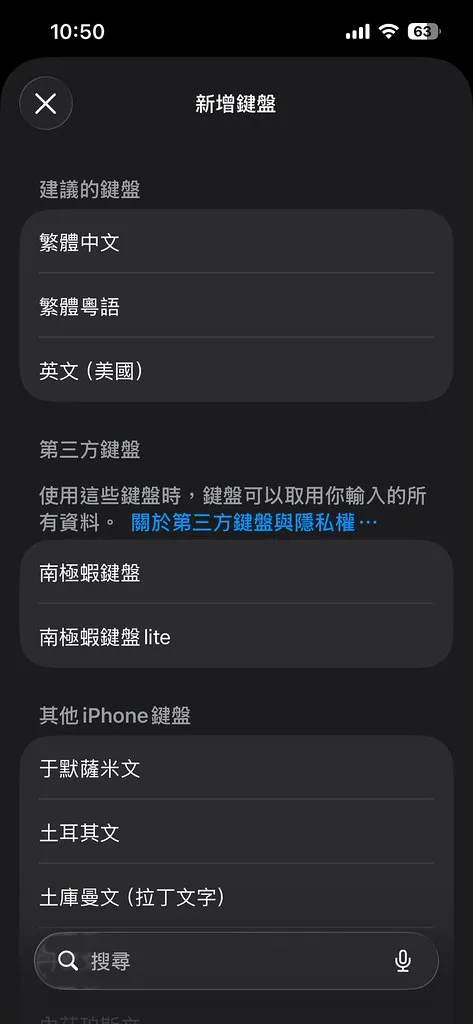 10:50
63
新增鍵盤
建議的鍵盤
繁體中文
繁體粵語
英文（美國）
第三方鍵盤
使用這些鍵盤時，鍵盤可以取用你輸入的所
有資料。 關於第三方鍵盤與隱私權⋯
南極蝦鍵盤
南極蝦鍵盤 lite
其他 iPhone 鍵盤
于默薩米文
土耳其文
土庫曼文（拉丁文字）
搜尋